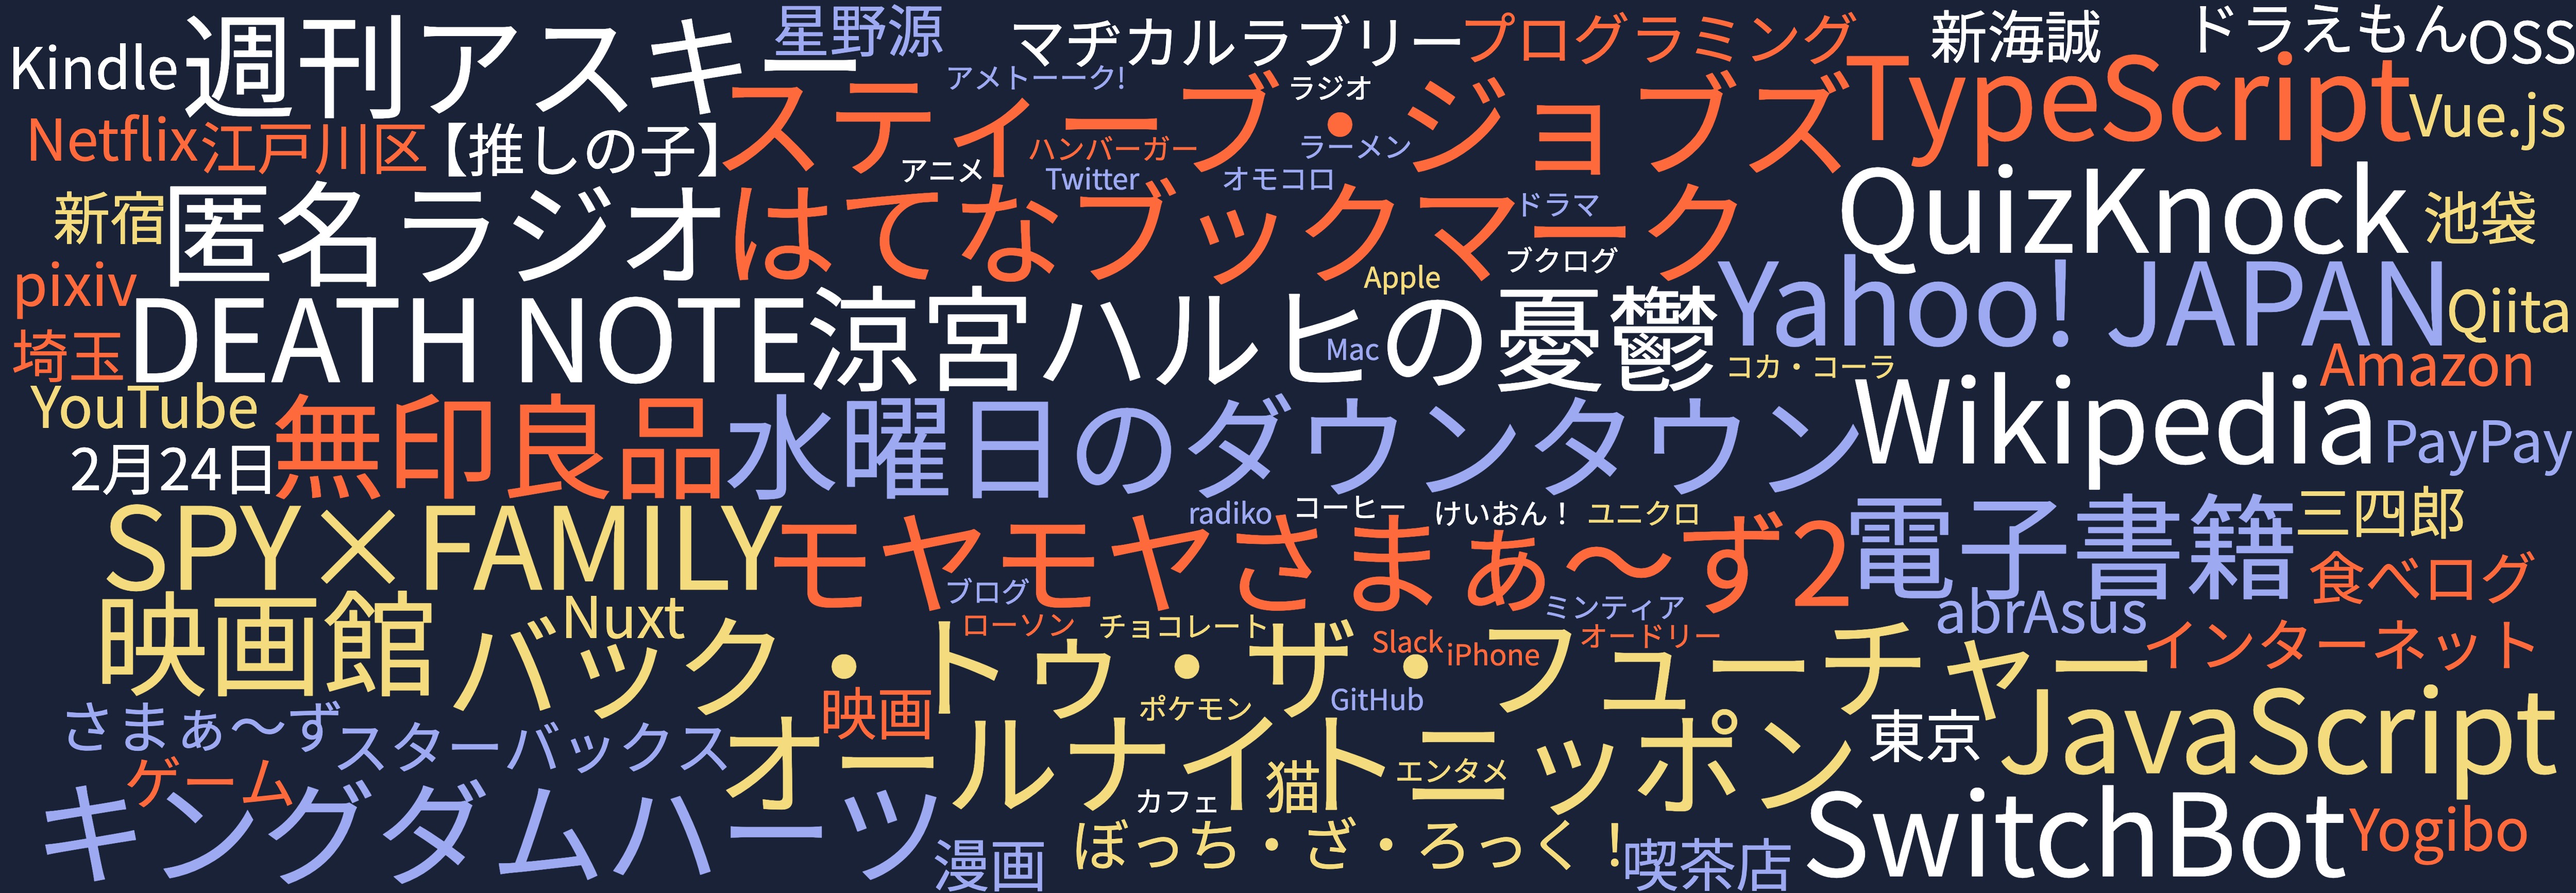 Kindle
週刊アスキー
星野源
マヂカルラブリー
プログラミング
新海誠
ドラえもん
OSS
アメトーーク!
ラジオ
TypeScript
Vue.js
Netflix
江戸川区
【推しの子】
スティーブ・ジョブズ
ハンバーガー
ラーメン
アニメ
Twitter
オモコロ
新宿
匿名ラジオ
はてなブックマーク
ドラマ
QuizKnock
池袋
ブクログ
pixiv
Apple
DEATH NOTE
涼宮ハルヒの憂鬱
Yahoo! JAPAN
Qiita
埼玉
Mac
コカ・コーラ
Amazon
YouTube
無印良品
水曜日のダウンタウン
Wikipedia
PayPay
2月24日
radiko
コーヒー
けいおん！
ユニクロ
電子書籍
三四郎
SPY×FAMILY
モヤモヤさまぁ〜ず2
食べログ
ブログ
ミンティア
abrAsus
映画館
Nuxt
ローソン
チョコレート
Slack
iPhone
オードリー
インターネット
バック・トゥ・ザ・フューチャー
さまぁ〜ず
スターバックス
映画
ポケモン
GitHub
東京
JavaScript
オールナイトニッポン
ゲーム
猫
エンタメ
キングダムハーツ
カフェ
SwitchBot
Yogibo
漫画
ぼっち・ざ・ろっく！
喫茶店